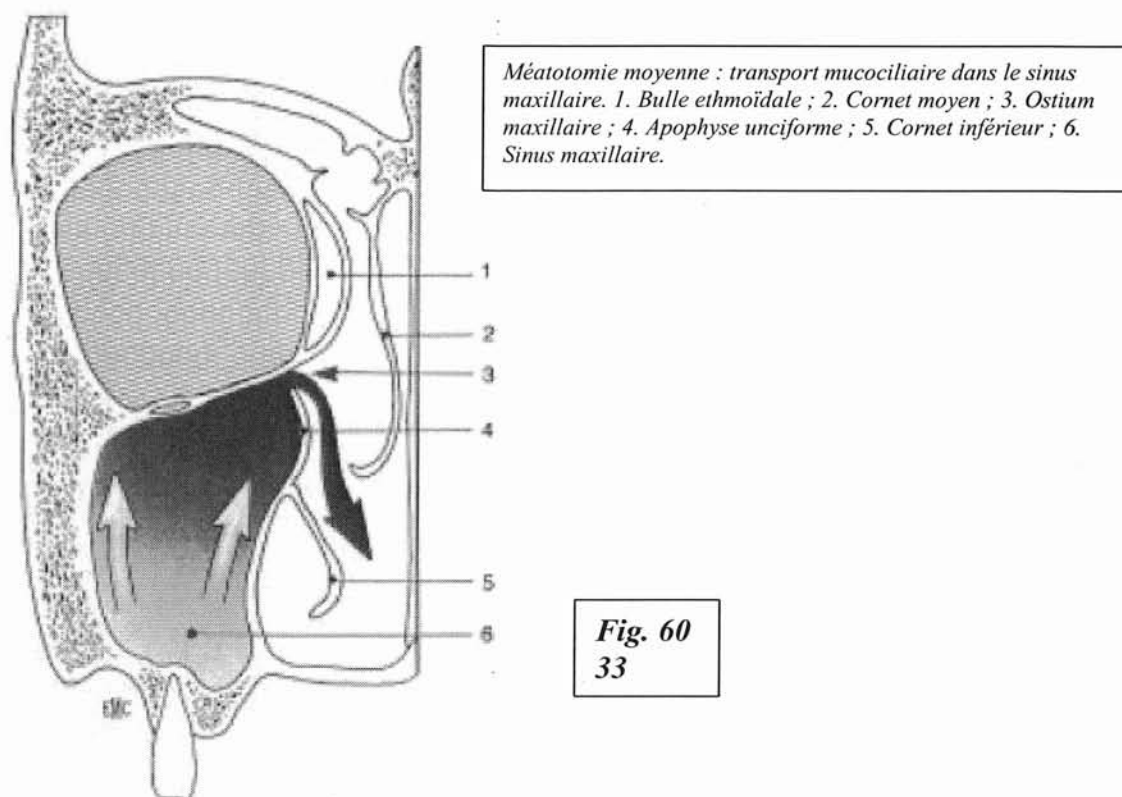 Méatotomie moyenne : transport mucociliaire dans le sinus
maxillaire. 1. Bulle ethmoïdale ; 2. Cornet moyen ; 3. Ostium
maxillaire ; 4. Apophyse unciforme ; 5. Cornet inférieur ; 6.
Sinus maxillaire.
1
2
3
4
5
6
Fig. 60
33
EMC